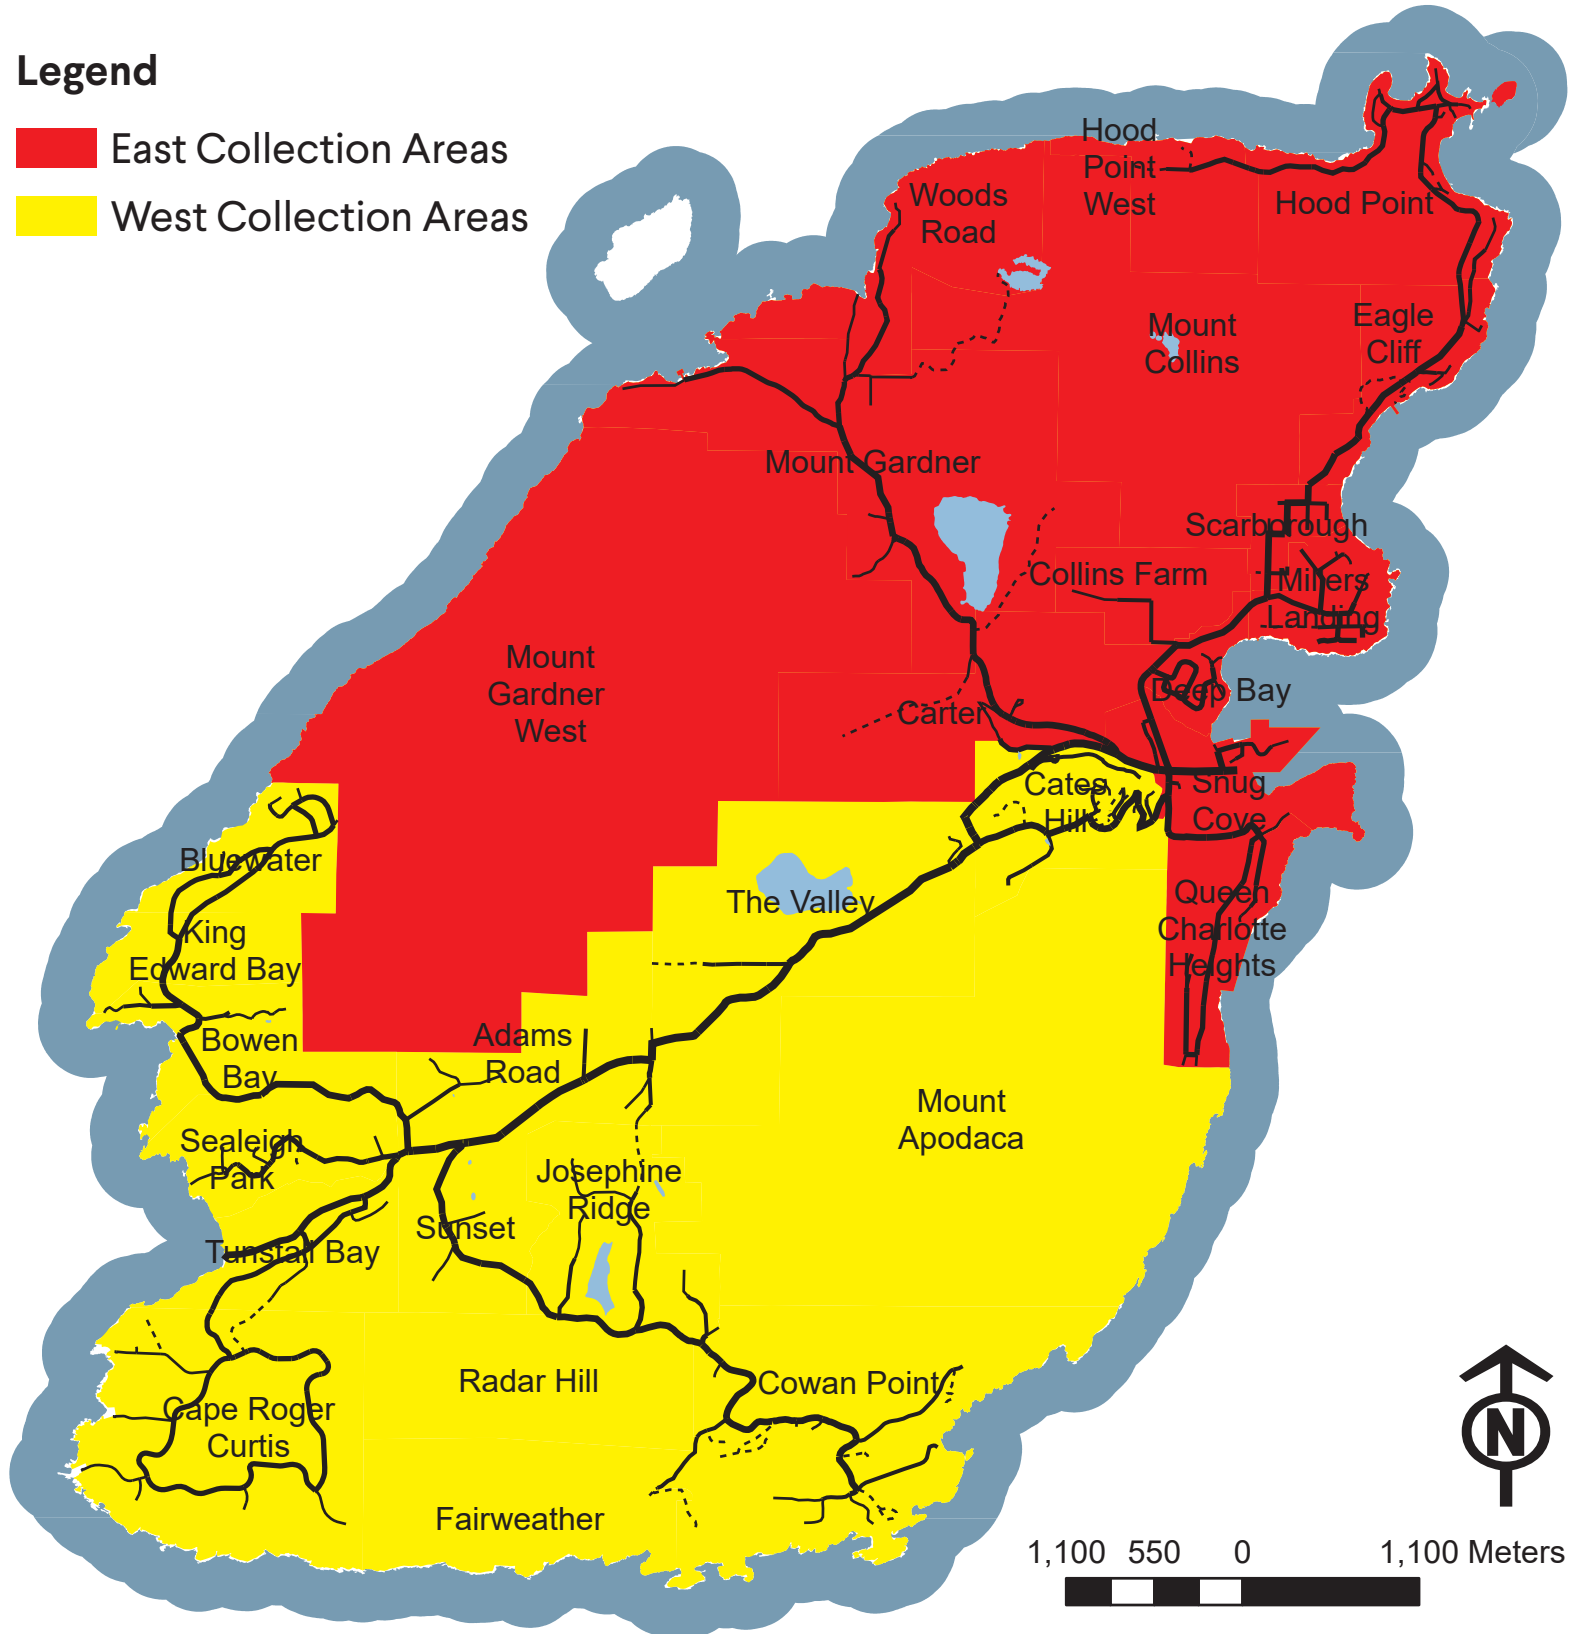 Legend
East Collection Areas
West Collection Areas
Hood
Point
West
Woods
Road
Hood Point
Mount
Collins
Eagle
Cliff
Mount Gardner
Scarborough
Collins Farm
Millers
Landing
Mount
Gardner
West
Deep Bay
Carter
Cates
Hill
Snug
Cove
Bluewater
The Valley
Queen
Charlotte
Heights
King
Edward Bay
Bowen
Bay
Adams
Road
Mount
Apodaca
Sealeigh
Park
Josephine
Ridge
Sunset
Tunstall Bay
Radar Hill
Cowan Point
Cape Roger
Curtis
Fairweather
N
1,100 550 0 1,100 Meters